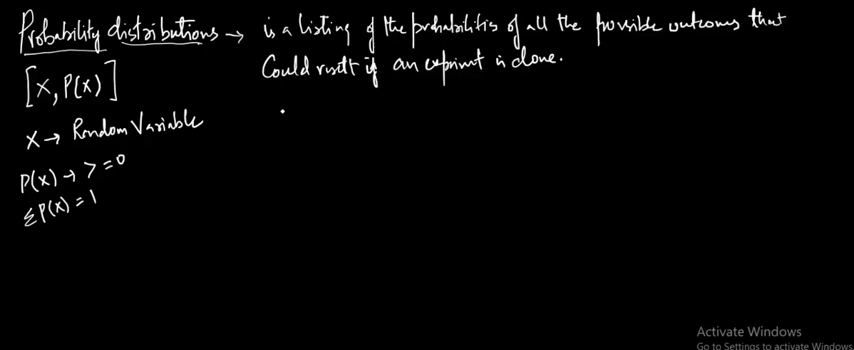 Probability distributions → is a listing of the probabilities of all the possible outcomes that
Could result if an expriment is done.
[X, P(x)]
X → Random Variable
P(x) → >=0
ΣP(x) = 1
Activate Windows
Go to Settings to activate Windows.